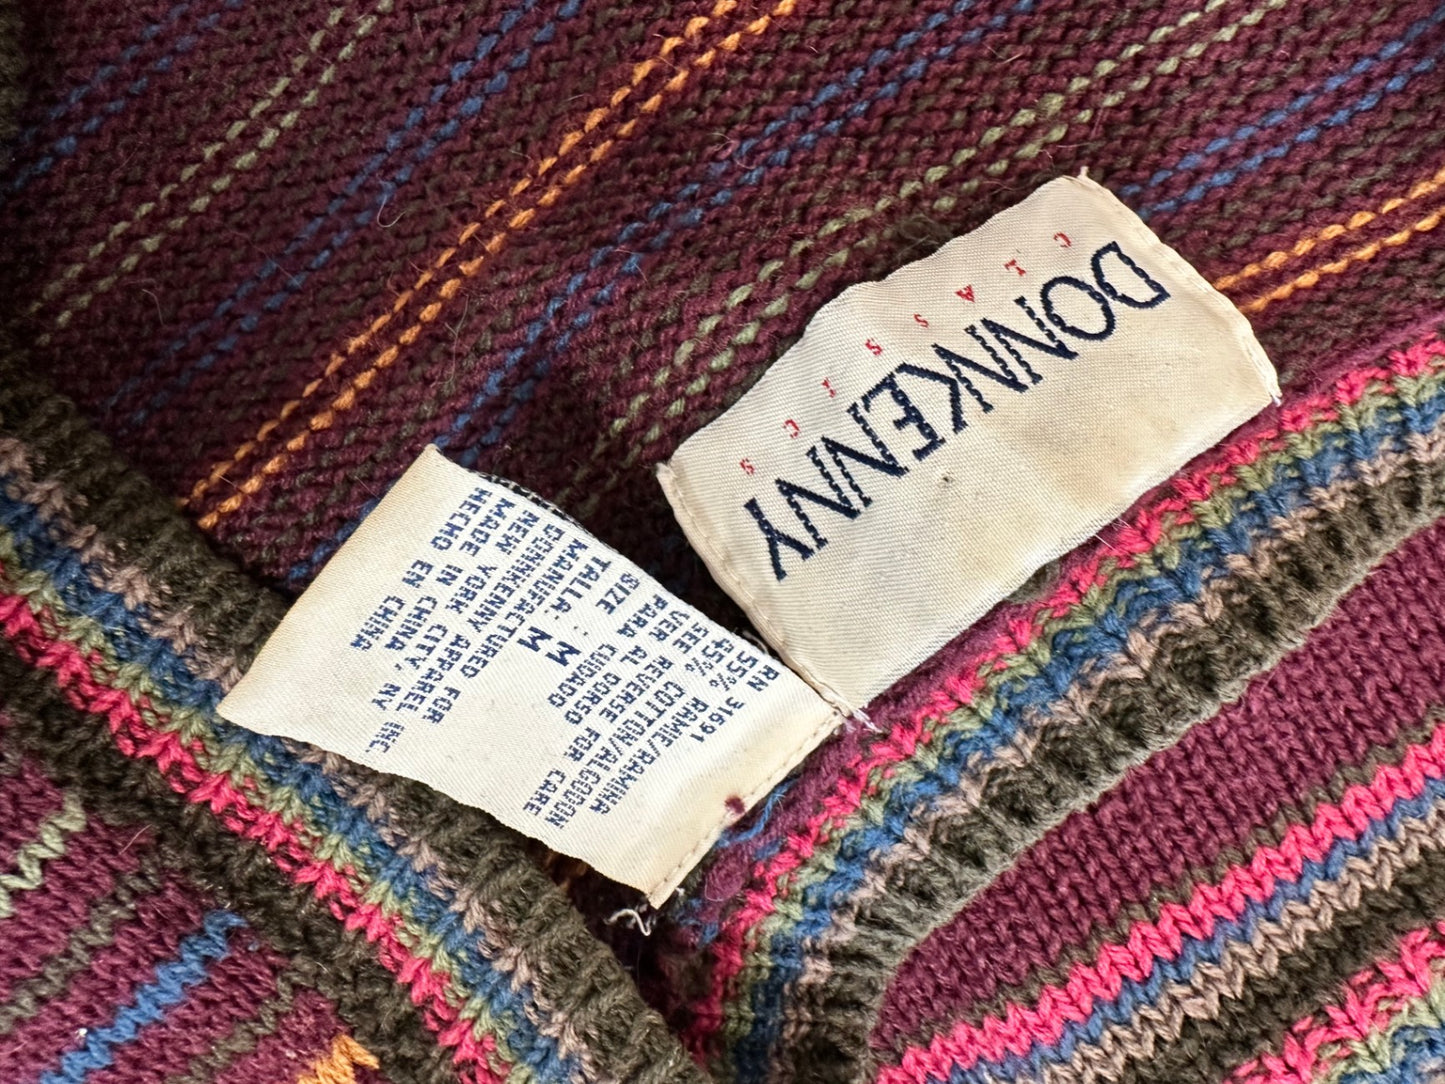 DONNKENNY
CLASSICS
RN 31691
55% RAMIE/RAMINA
45% COTTON/ALGODON
SEE REVERSE FOR CARE
VER AL DORSO
PARA CUIDADO
SIZE
TALLA: M
MANUFACTURED FOR
DONNKENNY APPAREL INC.
NEW YORK CITY, NY
MADE IN CHINA
HECHO EN CHINA